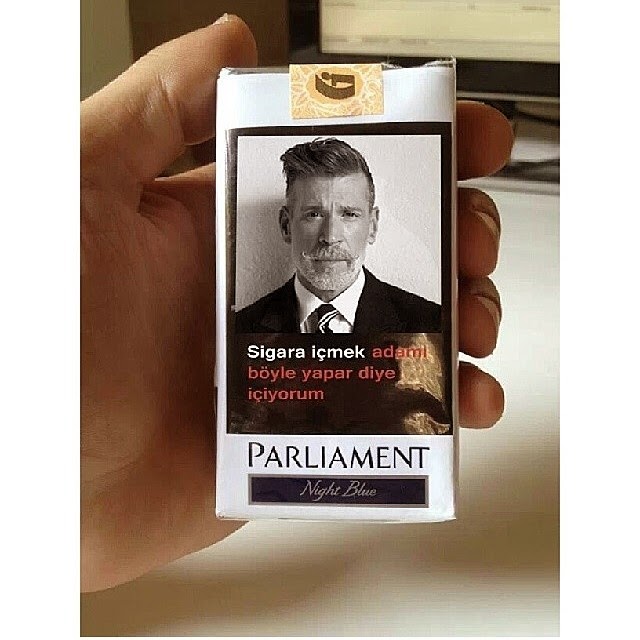 Sigara içmek adamı
böyle yapar diye
içiyorum
PARLIAMENT
Night Blue